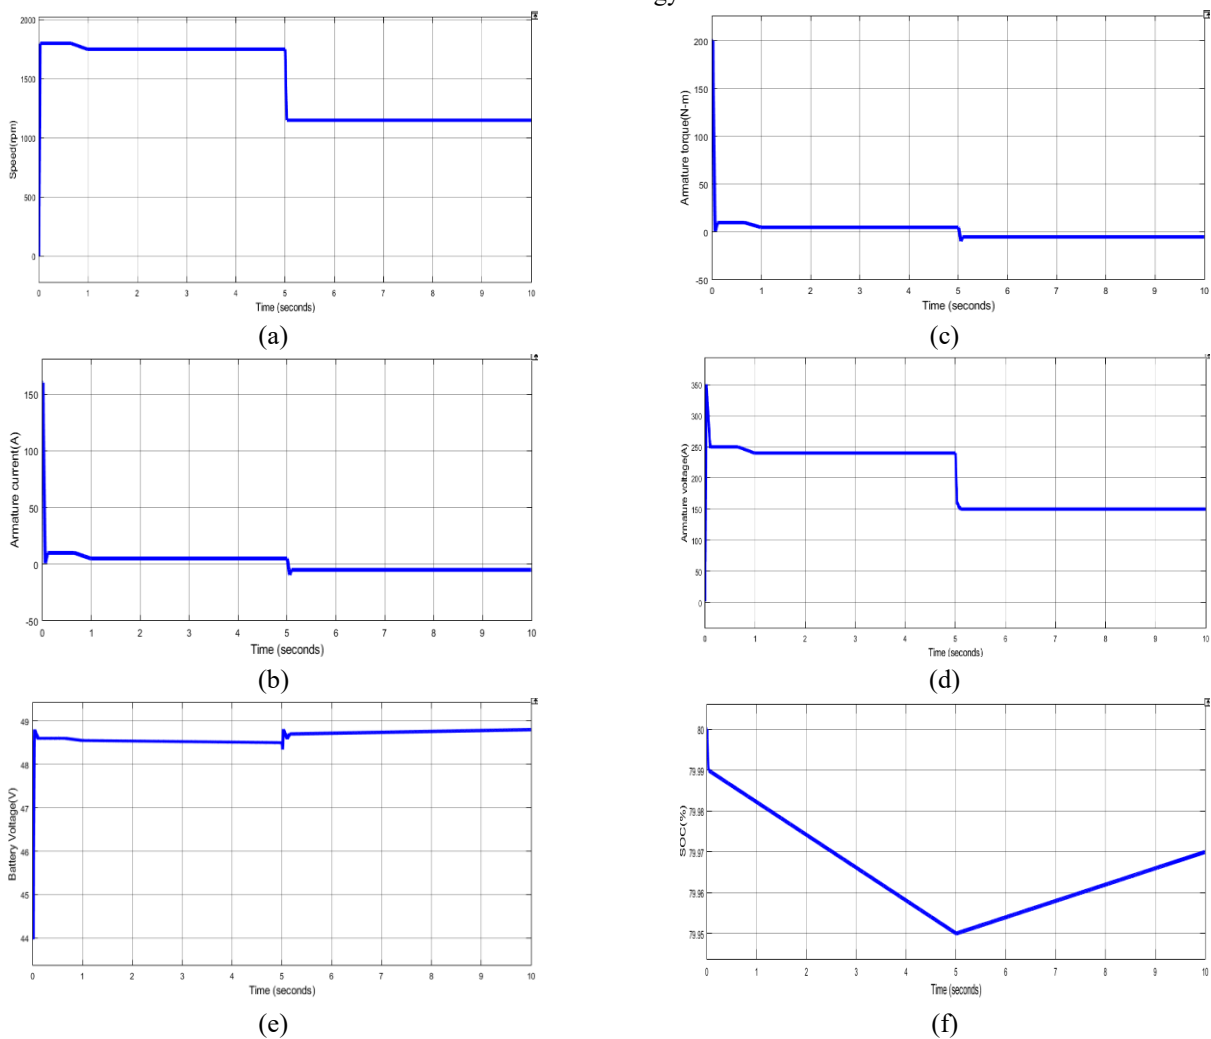 gy
2000
1500
1000
500
0
Speed(rpm)
0 1 2 3 4 5 6 7 8 9 10
Time (seconds)
(a)
200
150
100
50
0
-50
Armature torque(N-m)
0 1 2 3 4 5 6 7 8 9 10
Time (seconds)
(c)
150
100
50
0
-50
Armature current(A)
0 1 2 3 4 5 6 7 8 9 10
Time (seconds)
(b)
350
300
250
200
150
100
50
0
Armature voltage(A)
0 1 2 3 4 5 6 7 8 9 10
Time (seconds)
(d)
49
48
47
46
45
44
Battery Voltage(V)
0 1 2 3 4 5 6 7 8 9 10
Time (seconds)
(e)
80
79.99
79.98
79.97
79.96
79.95
SOC(%)
0 1 2 3 4 5 6 7 8 9 10
Time (seconds)
(f)